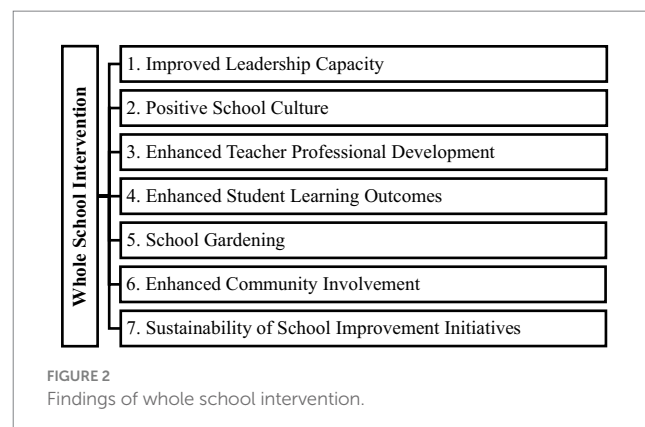 Whole School Intervention
1. Improved Leadership Capacity
2. Positive School Culture
3. Enhanced Teacher Professional Development
4. Enhanced Student Learning Outcomes
5. School Gardening
6. Enhanced Community Involvement
7. Sustainability of School Improvement Initiatives
FIGURE 2
Findings of whole school intervention.